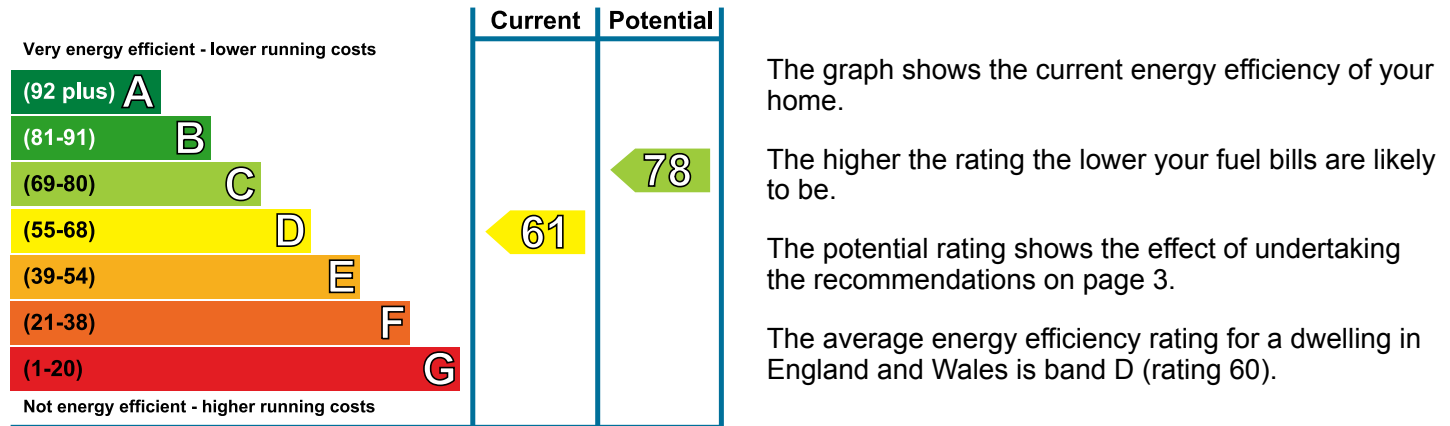 Current Potential
Very energy efficient - lower running costs
(92 plus) A
(81-91) B
(69-80) C
78
(55-68) D
61
(39-54) E
(21-38) F
(1-20) G
Not energy efficient - higher running costs
The graph shows the current energy efficiency of your
home.
The higher the rating the lower your fuel bills are likely
to be.
The potential rating shows the effect of undertaking
the recommendations on page 3.
The average energy efficiency rating for a dwelling in
England and Wales is band D (rating 60).